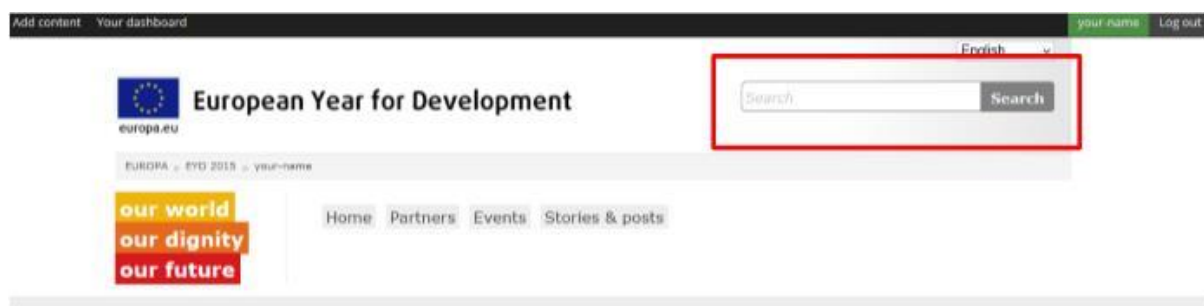 Add content Your dashboard your-name Log out
English
European Year for Development
Search Search
europa.eu
EUROPA » EYD 2015 » your-name
our world
our dignity
our future
Home Partners Events Stories & posts